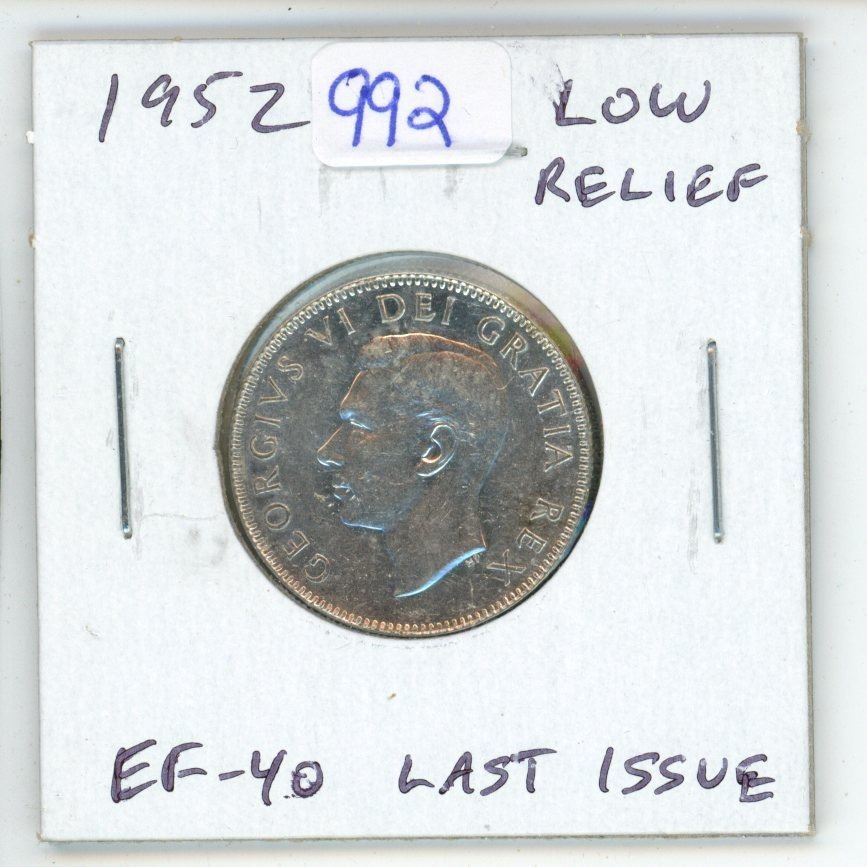 1952 992 LOW
RELIEF
GEORGIVS VI DEI GRATIA REX
EF-40 LAST ISSUE